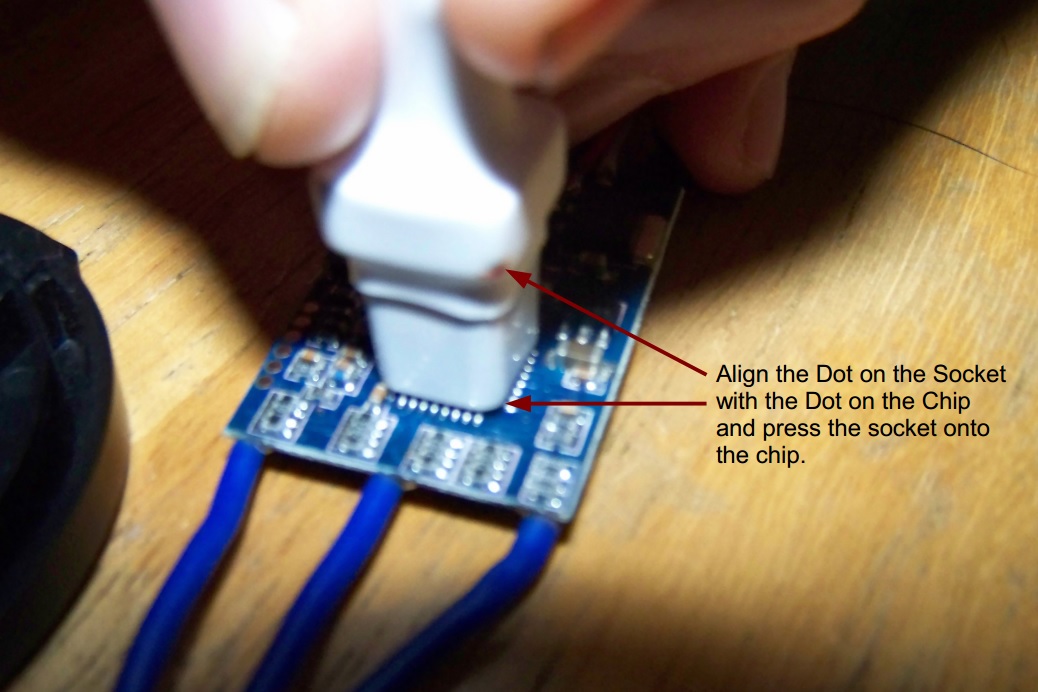 Align the Dot on the Socket
with the Dot on the Chip
and press the socket onto
the chip.